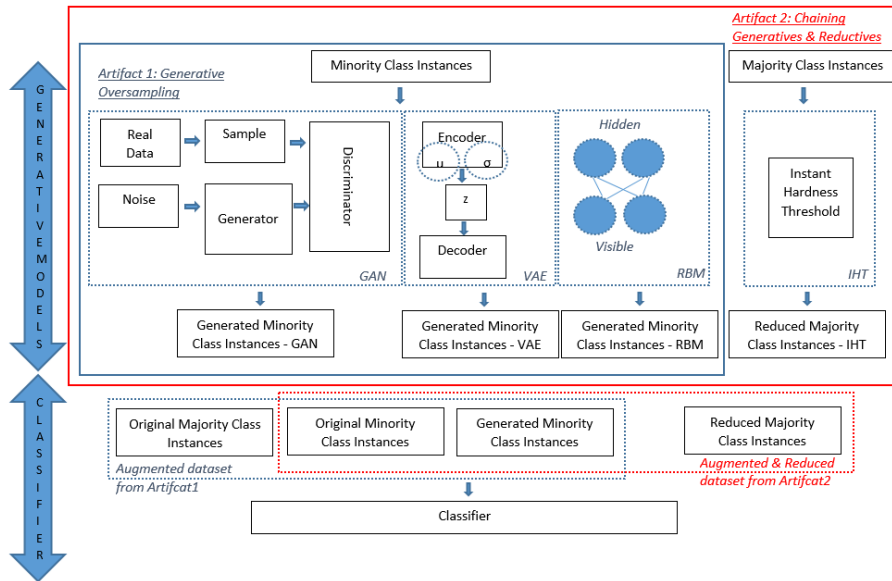 Artifact 2: Chaining
Generatives & Reductives
Artifact 1: Generative
Oversampling
Minority Class Instances
Majority Class Instances
GENERATIVEMODELS
Real
Data
Sample
Discriminator
Noise
Generator
GAN
Encoder
u
σ
z
Decoder
VAE
Hidden
Visible
RBM
Instant
Hardness
Threshold
IHT
Generated Minority
Class Instances - GAN
Generated Minority
Class Instances - VAE
Generated Minority
Class Instances - RBM
Reduced Majority
Class Instances - IHT
CLASSIFIER
Original Majority Class
Instances
Original Minority
Class Instances
Generated Minority
Class Instances
Reduced Majority
Class Instances
Augmented dataset
from Artifcat1
Augmented & Reduced
dataset from Artifcat2
Classifier